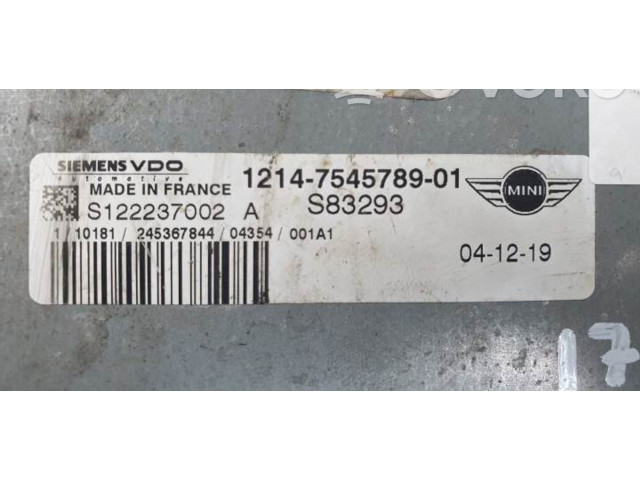 SIEMENS VDO
Automotive
MADE IN FRANCE
1214-7545789-01
MINI
S122237002 A
S83293
1 / 10181 / 245367844 / 04354 / 001A1
04-12-19
17